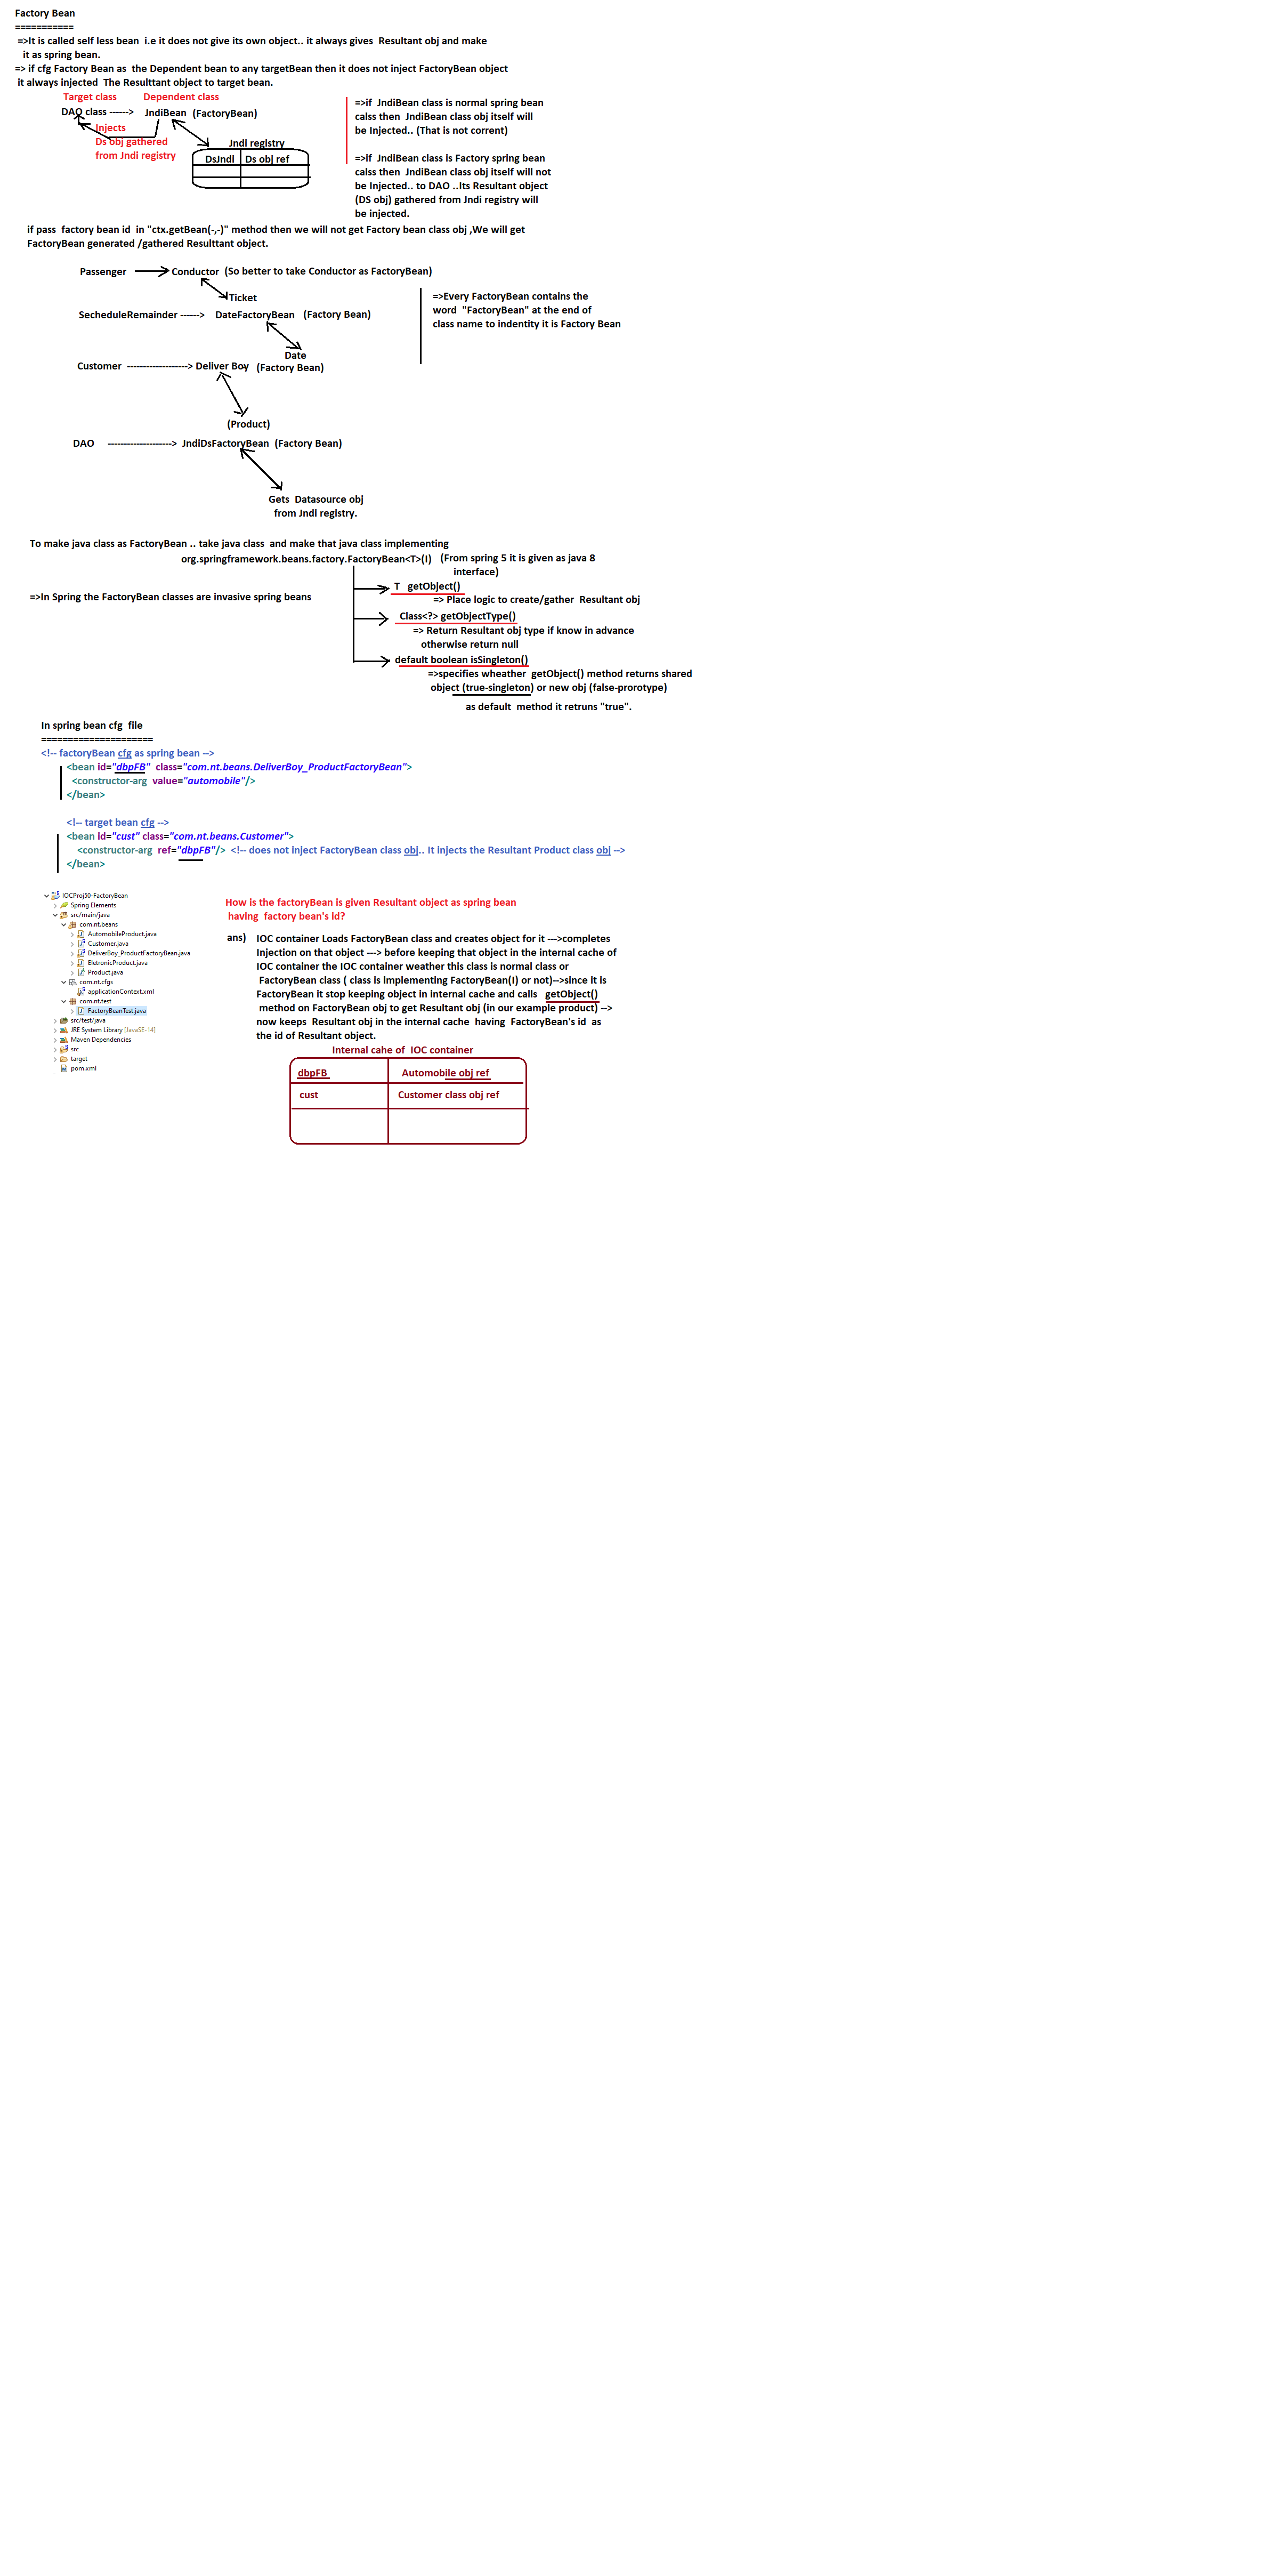 Factory Bean
===========
=>It is called self less bean i.e it does not give its own object.. it always gives Resultant obj and make
it as spring bean.
=> if cfg Factory Bean as the Dependent bean to any targetBean then it does not inject FactoryBean object
it always injected The Resulttant object to target bean.
Target class Dependent class
DAO class ------> JndiBean (FactoryBean)
Injects
Ds obj gathered
from Jndi registry
Jndi registry
DsJndi Ds obj ref
=>if JndiBean class is normal spring bean
calss then JndiBean class obj itself will
be Injected.. (That is not corrent)
=>if JndiBean class is Factory spring bean
calss then JndiBean class obj itself will not
be Injected.. to DAO ..Its Resultant object
(DS obj) gathered from Jndi registry will
be injected.
if pass factory bean id in "ctx.getBean(-,-)" method then we will not get Factory bean class obj ,We will get
FactoryBean generated /gathered Resulttant object.
Passenger Conductor (So better to take Conductor as FactoryBean)
Ticket
SecheduleRemainder ------> DateFactoryBean (Factory Bean)
Date
=>Every FactoryBean contains the
word "FactoryBean" at the end of
class name to indentity it is Factory Bean
Customer -------------------> Deliver Boy (Factory Bean)
(Product)
DAO --------------------> JndiDsFactoryBean (Factory Bean)
Gets Datasource obj
from Jndi registry.
To make java class as FactoryBean .. take java class and make that java class implementing
org.springframework.beans.factory.FactoryBean<T>(I) (From spring 5 it is given as java 8
interface)
T getObject()
=> Place logic to create/gather Resultant obj
=>In Spring the FactoryBean classes are invasive spring beans
Class<?> getObjectType()
=> Return Resultant obj type if know in advance
otherwise return null
default boolean isSingleton()
=>specifies wheather getObject() method returns shared
object (true-singleton) or new obj (false-prorotype)
as default method it retruns "true".
In spring bean cfg file
=====================
<!-- factoryBean cfg as spring bean -->
<bean id="dbpFB" class="com.nt.beans.DeliverBoy_ProductFactoryBean">
<constructor-arg value="automobile"/>
</bean>
<!-- target bean cfg -->
<bean id="cust" class="com.nt.beans.Customer">
<constructor-arg ref="dbpFB"/> <!-- does not inject FactoryBean class obj.. It injects the Resultant Product class obj -->
</bean>
IOCProj50-FactoryBean
Spring Elements
src/main/java
com.nt.beans
AutomobileProduct.java
Customer.java
DeliverBoy_ProductFactoryBean.java
EletronicProduct.java
Product.java
com.nt.cfgs
applicationContext.xml
com.nt.test
FactoryBeanTest.java
src/test/java
JRE System Library [JavaSE-14]
Maven Dependencies
src
target
pom.xml
How is the factoryBean is given Resultant object as spring bean
having factory bean's id?
ans) IOC container Loads FactoryBean class and creates object for it --->completes
Injection on that object ---> before keeping that object in the internal cache of
IOC container the IOC container weather this class is normal class or
FactoryBean class ( class is implementing FactoryBean(I) or not)-->since it is
FactoryBean it stop keeping object in internal cache and calls getObject()
method on FactoryBean obj to get Resultant obj (in our example product) -->
now keeps Resultant obj in the internal cache having FactoryBean's id as
the id of Resultant object.
Internal cahe of IOC container
dbpFB Automobile obj ref
cust Customer class obj ref